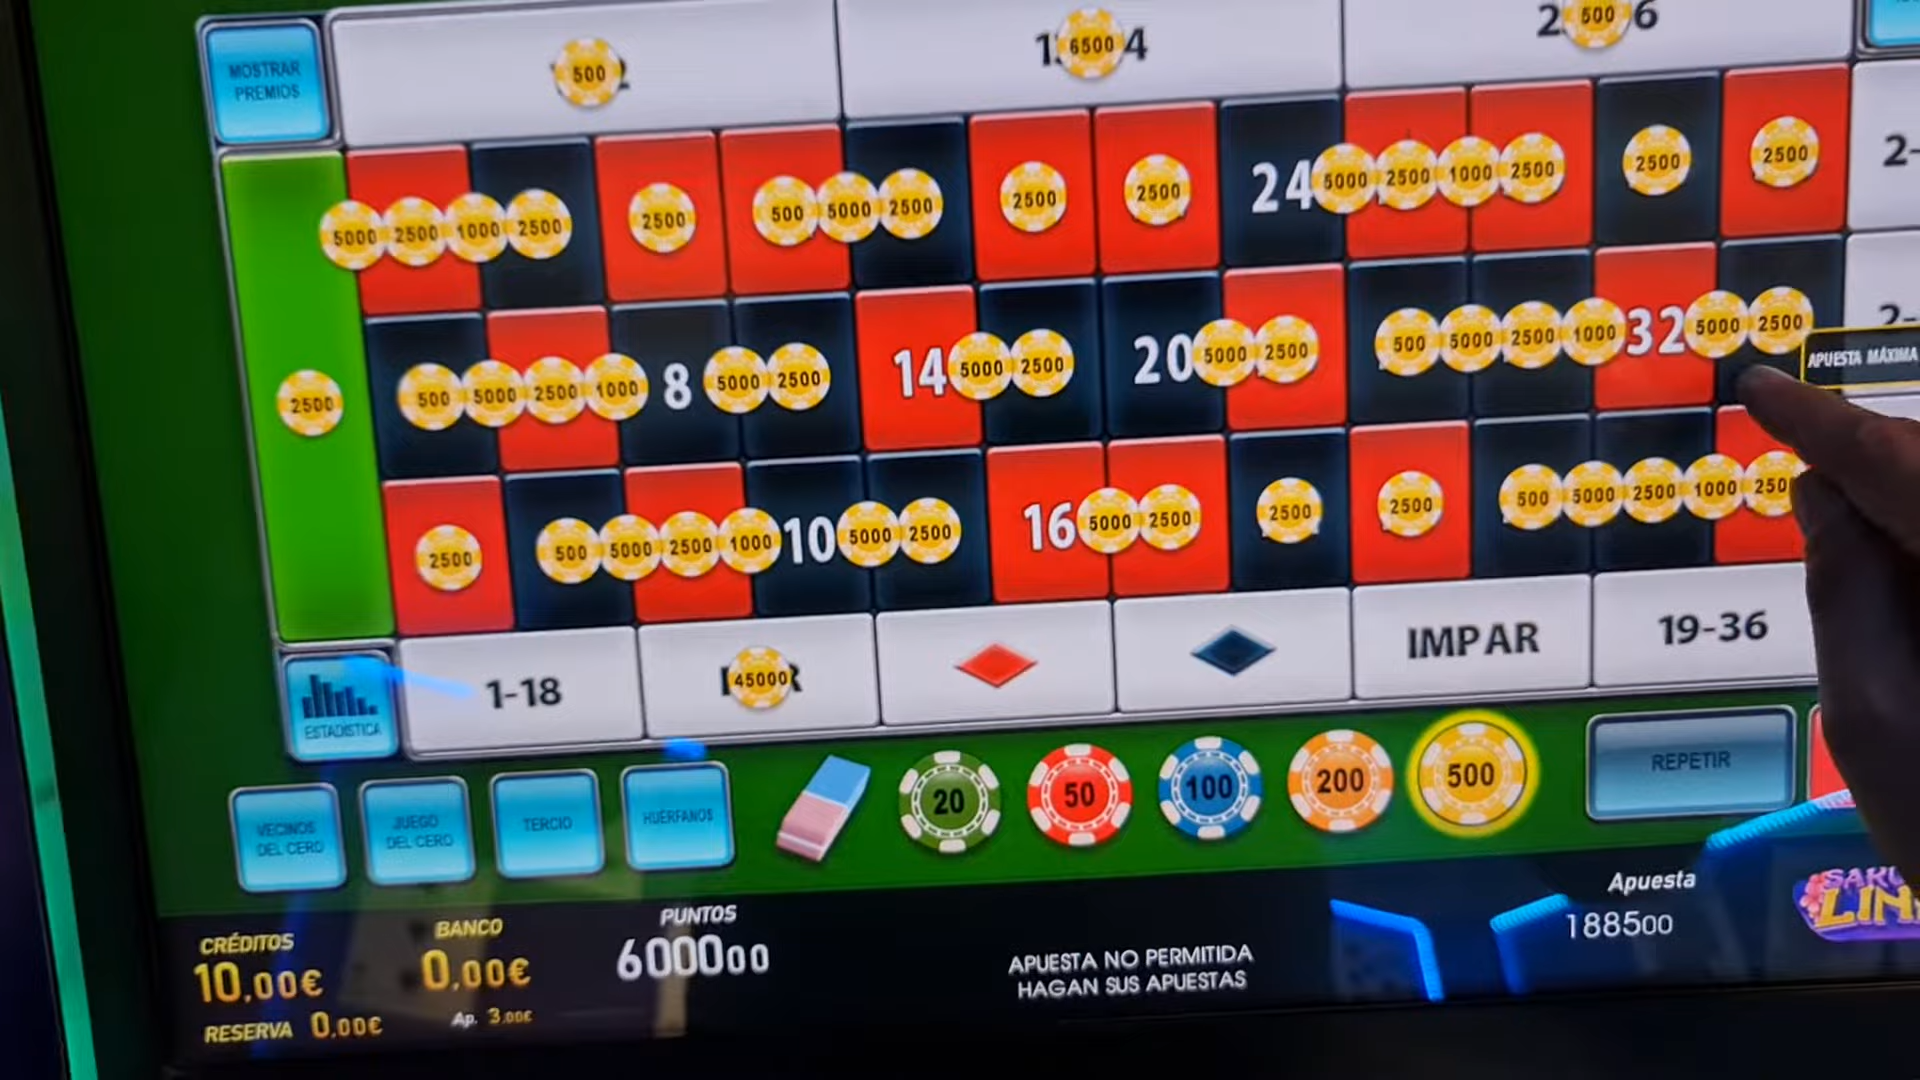 MOSTRAR
PREMIOS
500
6500
500
5000 2500 1000 2500
2500
500 5000 2500
2500
2500
24 5000 2500 1000 2500
2500
2500
2500
500 5000 2500 1000
8 5000 2500
14 5000 2500
20 5000 2500
500 5000 2500 1000
32 5000 2500
APUESTA MÁXIMA
2500
500 5000 2500 1000
10 5000 2500
16 5000 2500
2500
2500
500 5000 2500 1000
1-18
45000
IMPAR
19-36
ESTADÍSTICA
VECINOS
DEL CERO
JUEGO
DEL CERO
TERCIO
HUÉRFANOS
20
50
100
200
500
REPETIR
CRÉDITOS
10,00€
RESERVA 0,00€
BANCO
0,00€
Ap. 3,00€
PUNTOS
600000
APUESTA NO PERMITIDA
HAGAN SUS APUESTAS
Apuesta
188500